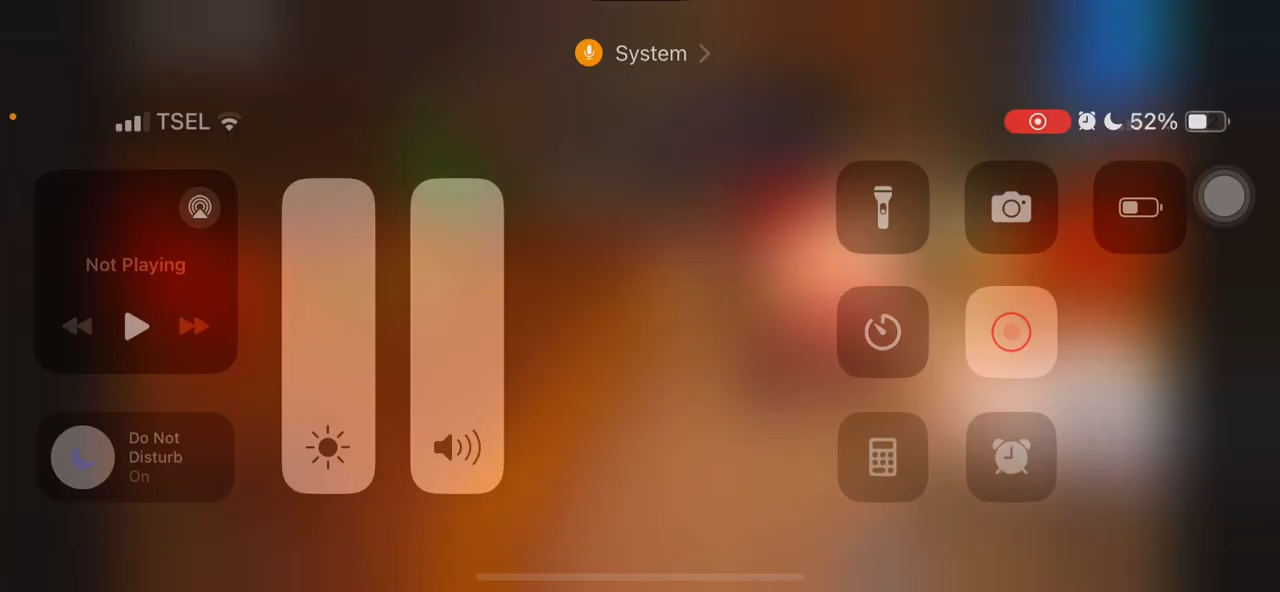 System
TSEL
52%
Not Playing
Do Not
Disturb
On